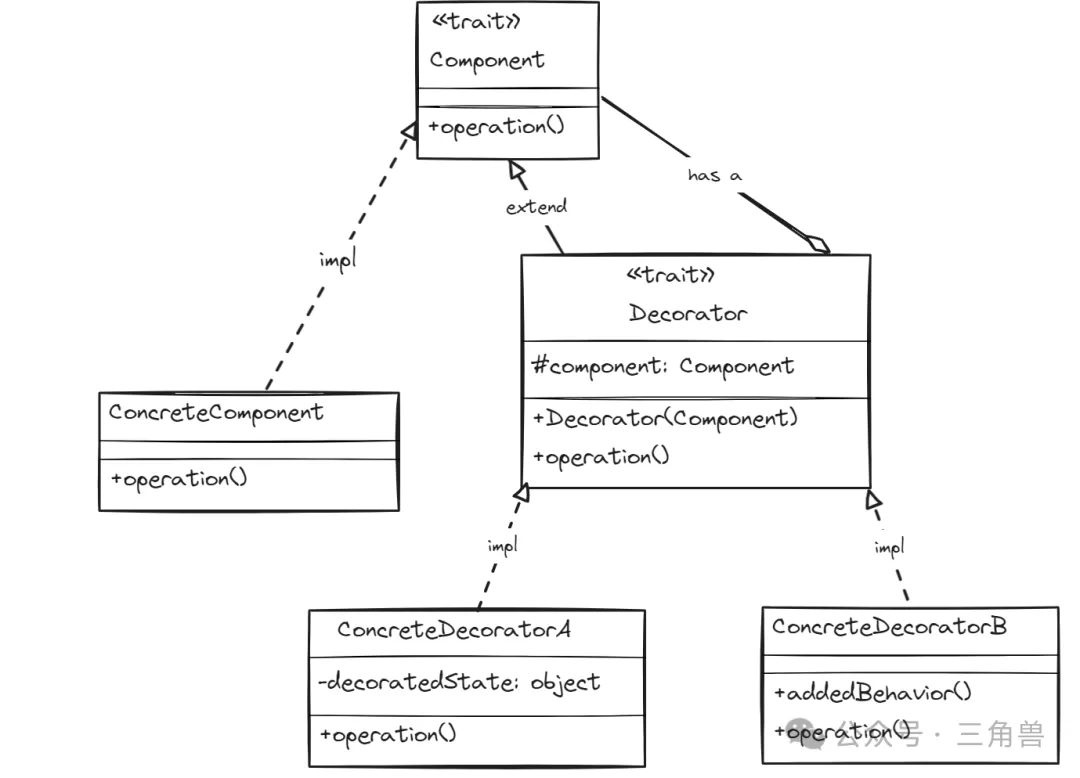 «trait»
Component
+operation()
has a
extend
impl
«trait»
Decorator
#component: Component
+Decorator(Component)
+operation()
ConcreteComponent
+operation()
impl
impl
ConcreteDecoratorA
-decoratedState: object
+operation()
ConcreteDecoratorB
+addedBehavior()
+operation()
公众号 · 三角兽